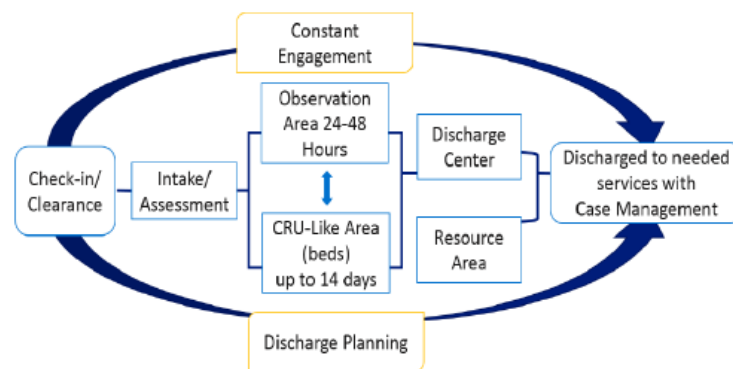 Constant
Engagement
Observation
Area 24-48
Hours
Discharge
Center
Check-in/
Clearance
Intake/
Assessment
Discharged to needed
services with
Case Management
CRU-Like Area
(beds)
up to 14 days
Resource
Area
Discharge Planning